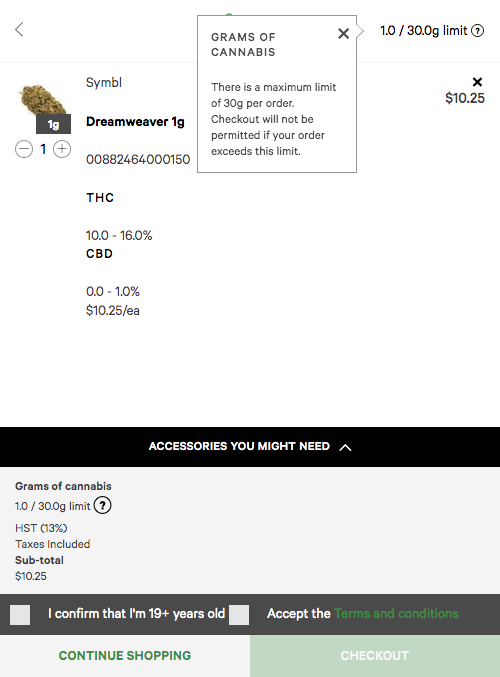 1.0 / 30.0g limit ?
GRAMS OF
CANNABIS
There is a maximum limit
of 30g per order.
Checkout will not be
permitted if your order
exceeds this limit.
Symbl
$10.25
1g
Dreamweaver 1g
1
00882464000150
THC
10.0 - 16.0%
CBD
0.0 - 1.0%
$10.25/ea
ACCESSORIES YOU MIGHT NEED
Grams of cannabis
1.0 / 30.0g limit ?
HST (13%)
Taxes Included
Sub-total
$10.25
I confirm that I'm 19+ years old
Accept the Terms and conditions
CONTINUE SHOPPING
CHECKOUT